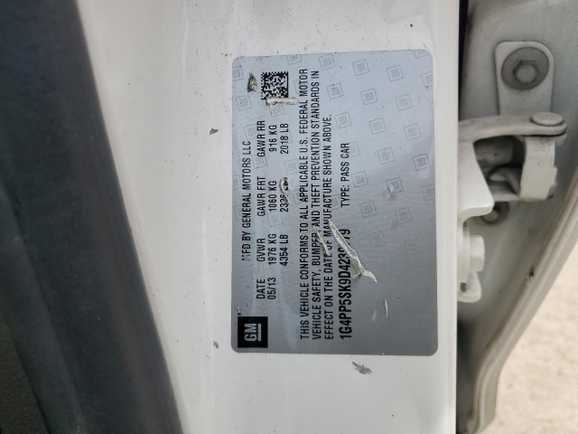 GM
MFD BY GENERAL MOTORS LLC
DATE GVWR GAWR FRT GAWR RR
05/13 1976 KG 1060 KG 916 KG
4354 LB LB 2018 LB
THIS VEHICLE CONFORMS TO ALL APPLICABLE U.S. FEDERAL MOTOR
VEHICLE SAFETY, BUMPER, AND THEFT PREVENTION STANDARDS IN
EFFECT ON THE DATE OF MANUFACTURE SHOWN ABOVE.
TYPE: PASS CAR